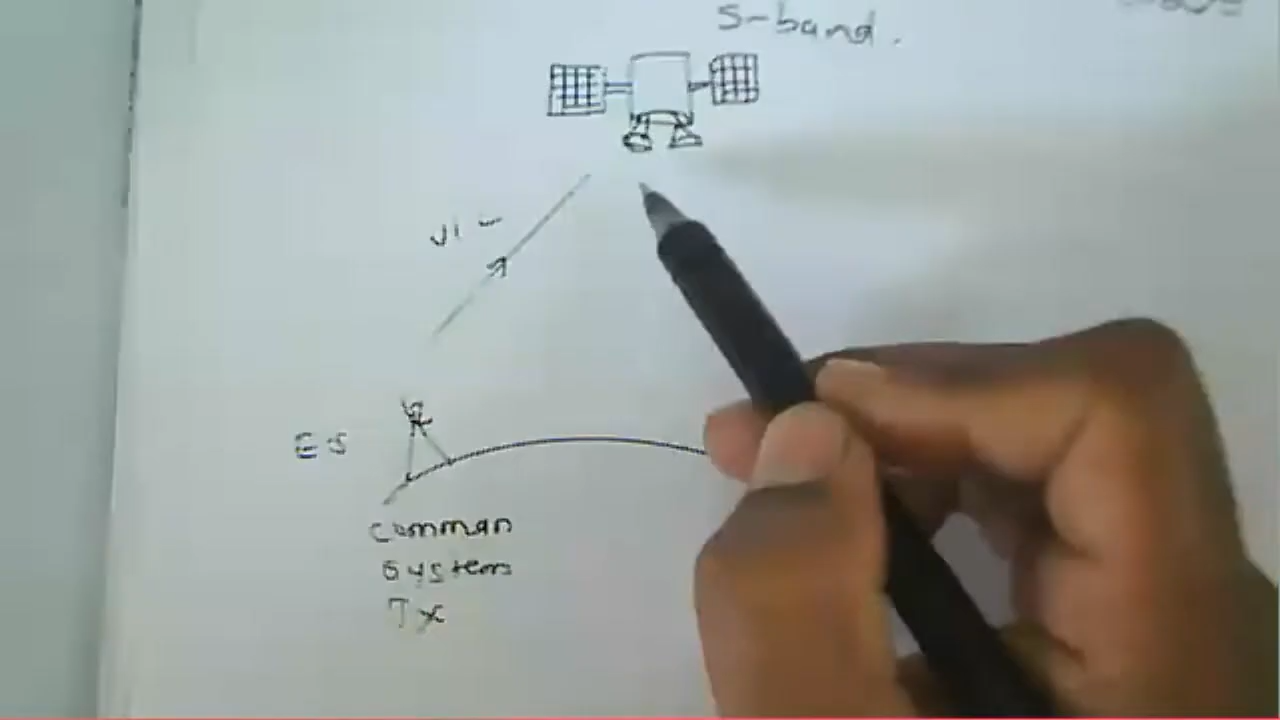 S-band.
ES
Comman
System
Tx